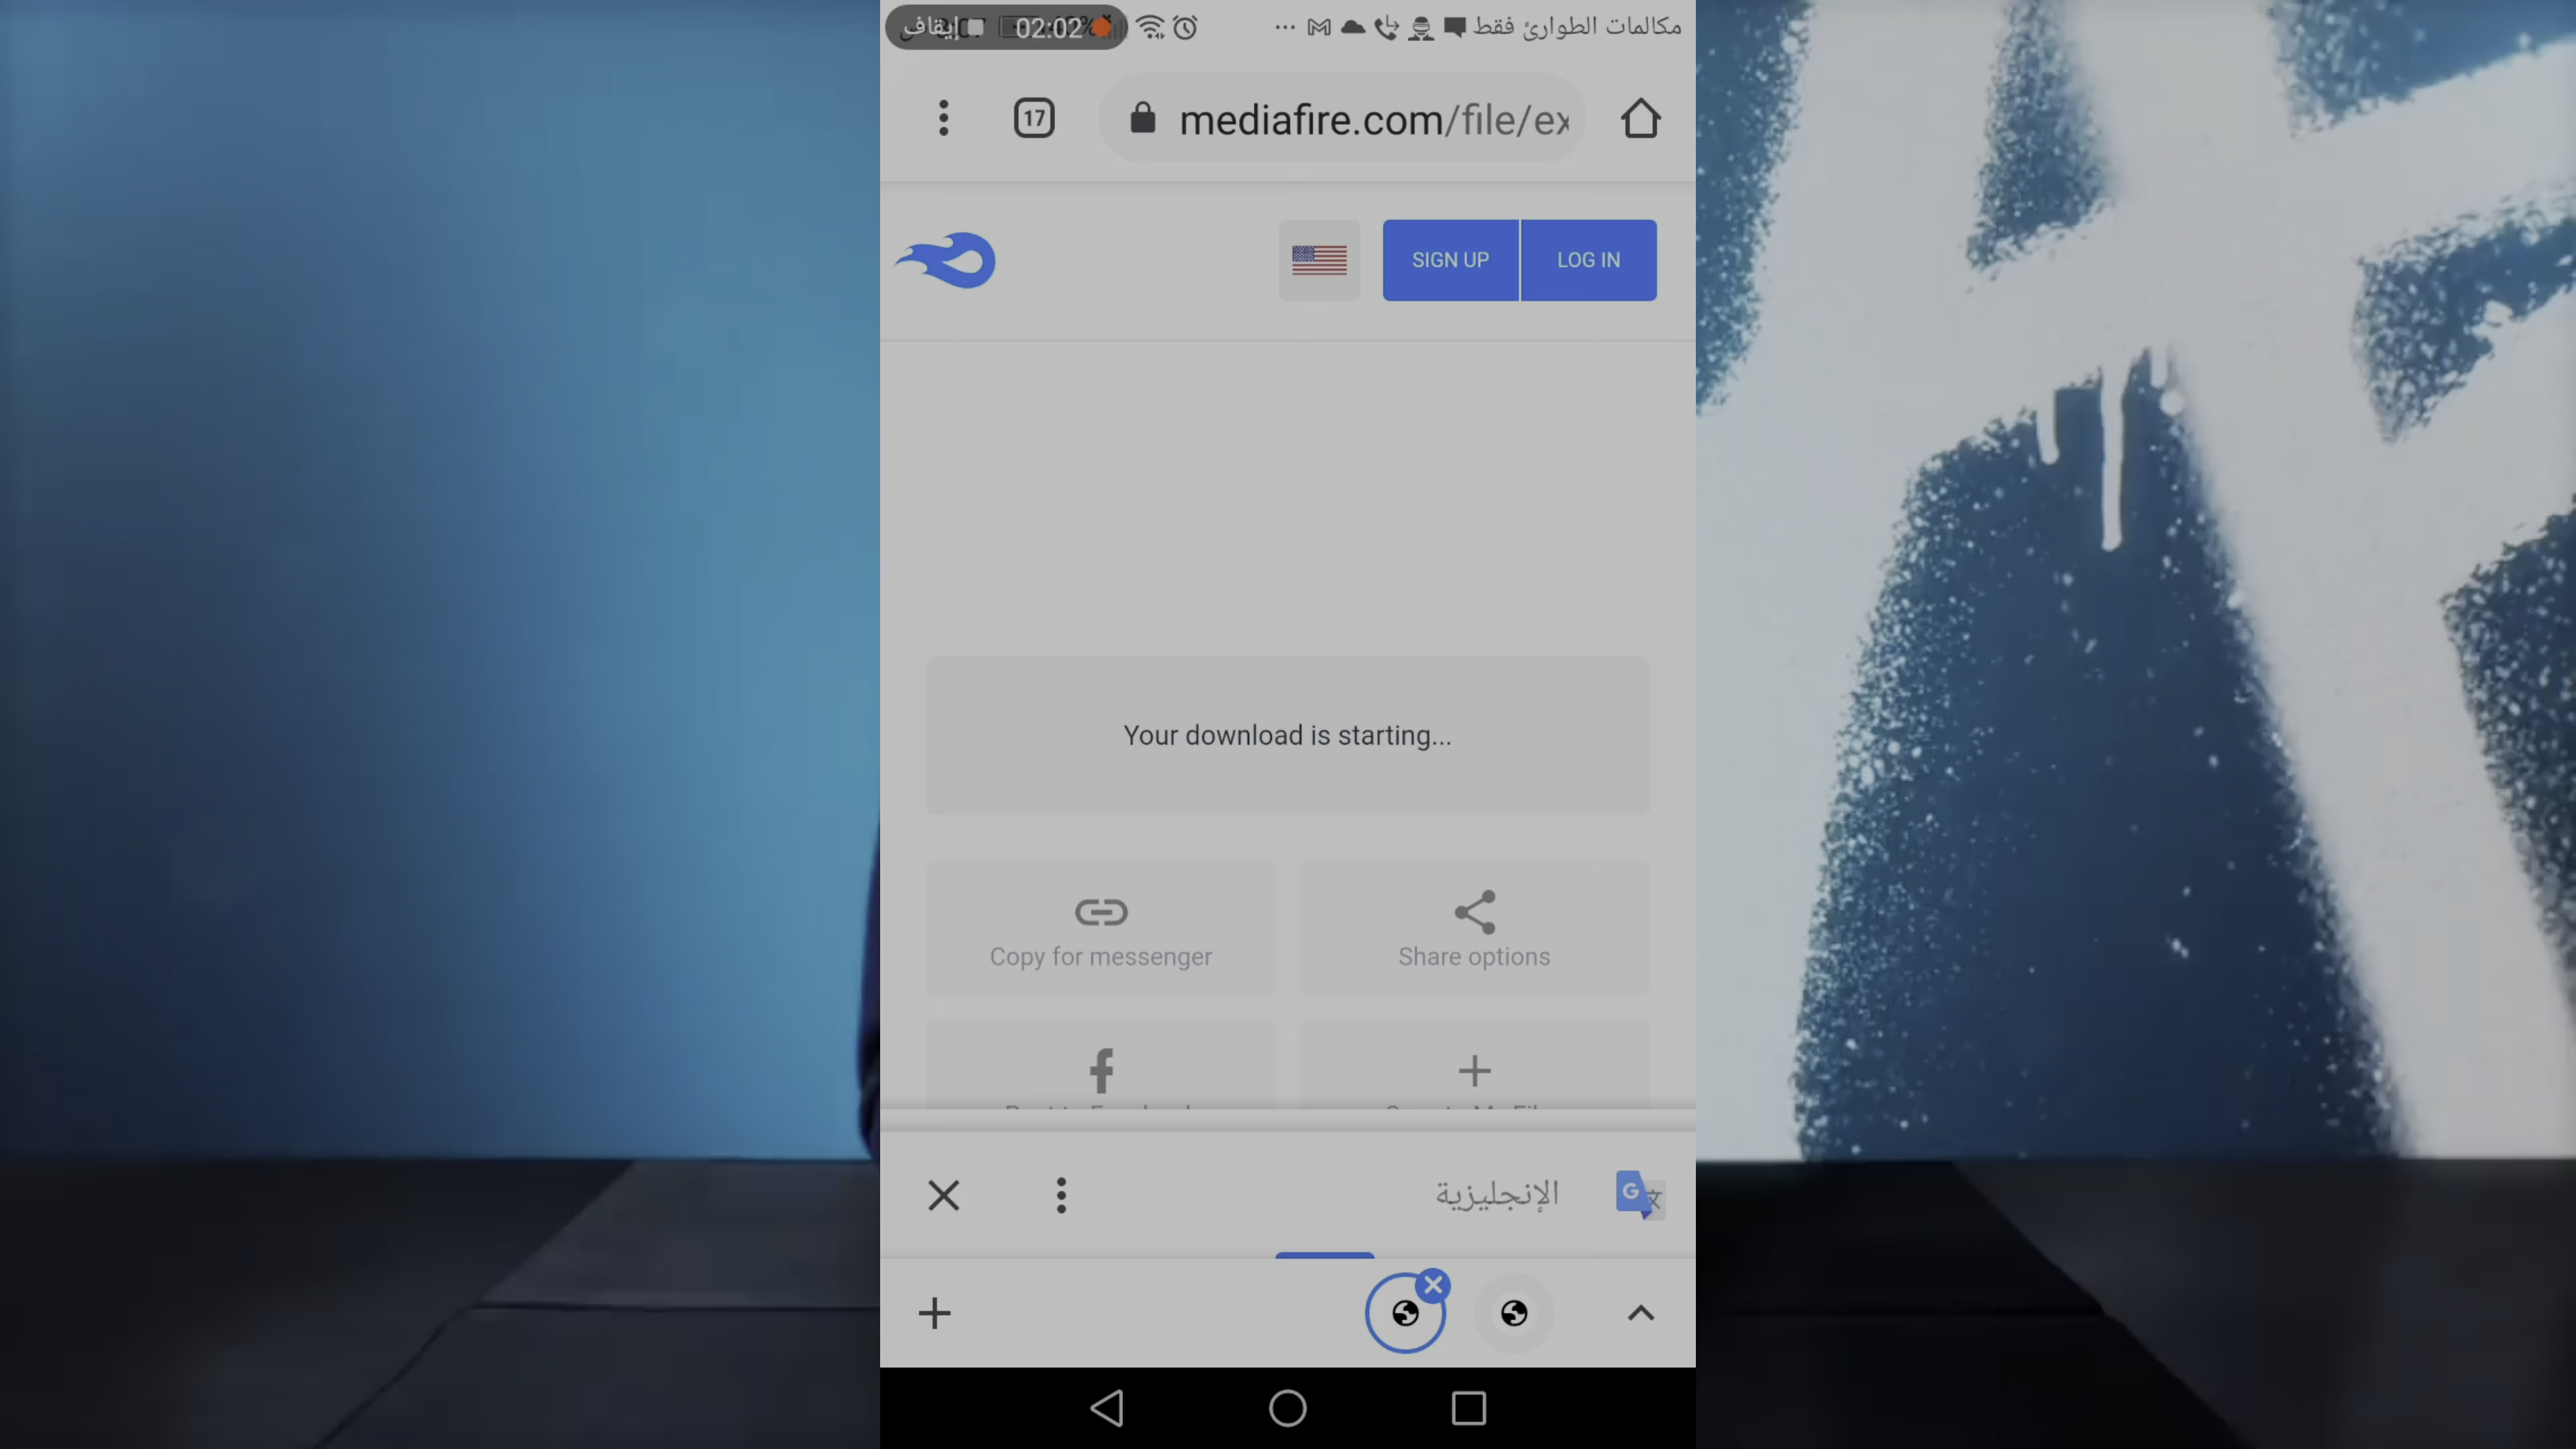 مكالمات الطوارئ فقط
02:02 إيقاف
17
mediafire.com/file/ex
SIGN UP
LOG IN
Your download is starting...
Copy for messenger
Share options
الإنجليزية